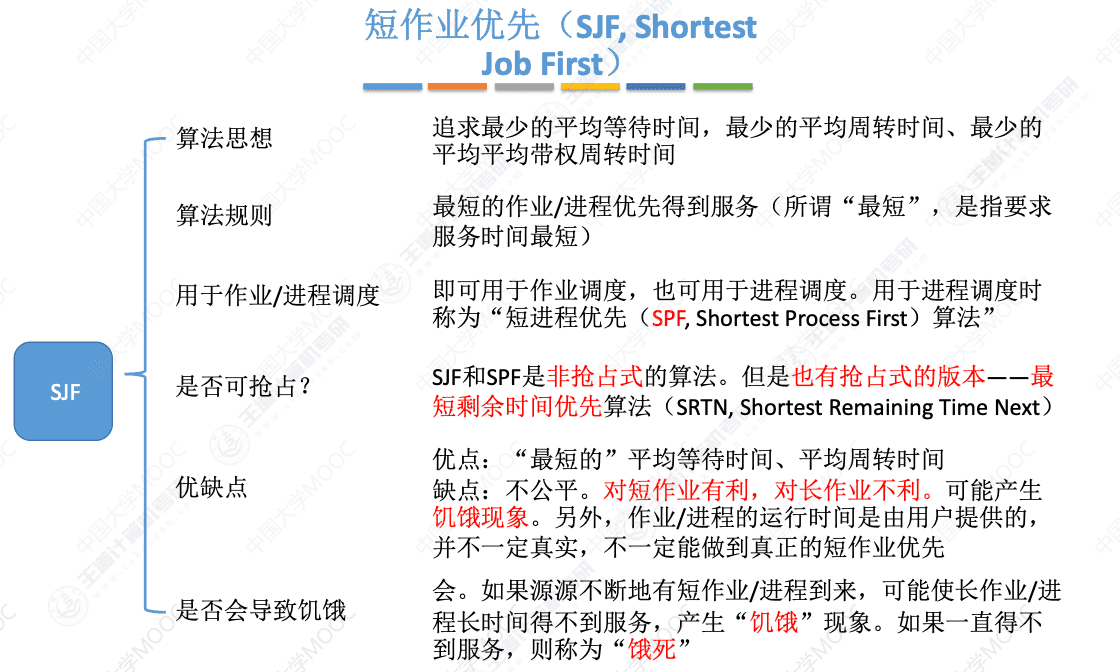 短作业优先（SJF, Shortest
Job First）
算法思想
追求最少的平均等待时间，最少的平均周转时间、最少的
平均平均带权周转时间
算法规则
最短的作业/进程优先得到服务（所谓“最短”，是指要求
服务时间最短）
用于作业/进程调度
即可用于作业调度，也可用于进程调度。用于进程调度时
称为“短进程优先（SPF, Shortest Process First）算法”
SJF
是否可抢占？
SJF和SPF是非抢占式的算法。但是也有抢占式的版本——最
短剩余时间优先算法（SRTN, Shortest Remaining Time Next）
优缺点
优点：“最短的”平均等待时间、平均周转时间
缺点：不公平。对短作业有利，对长作业不利。可能产生
饥饿现象。另外，作业/进程的运行时间是由用户提供的，
并不一定真实，不一定能做到真正的短作业优先
是否会导致饥饿
会。如果源源不断地有短作业/进程到来，可能使长作业/进
程长时间得不到服务，产生“饥饿”现象。如果一直得不
到服务，则称为“饿死”
中国大学MOOC
王道计算机考研